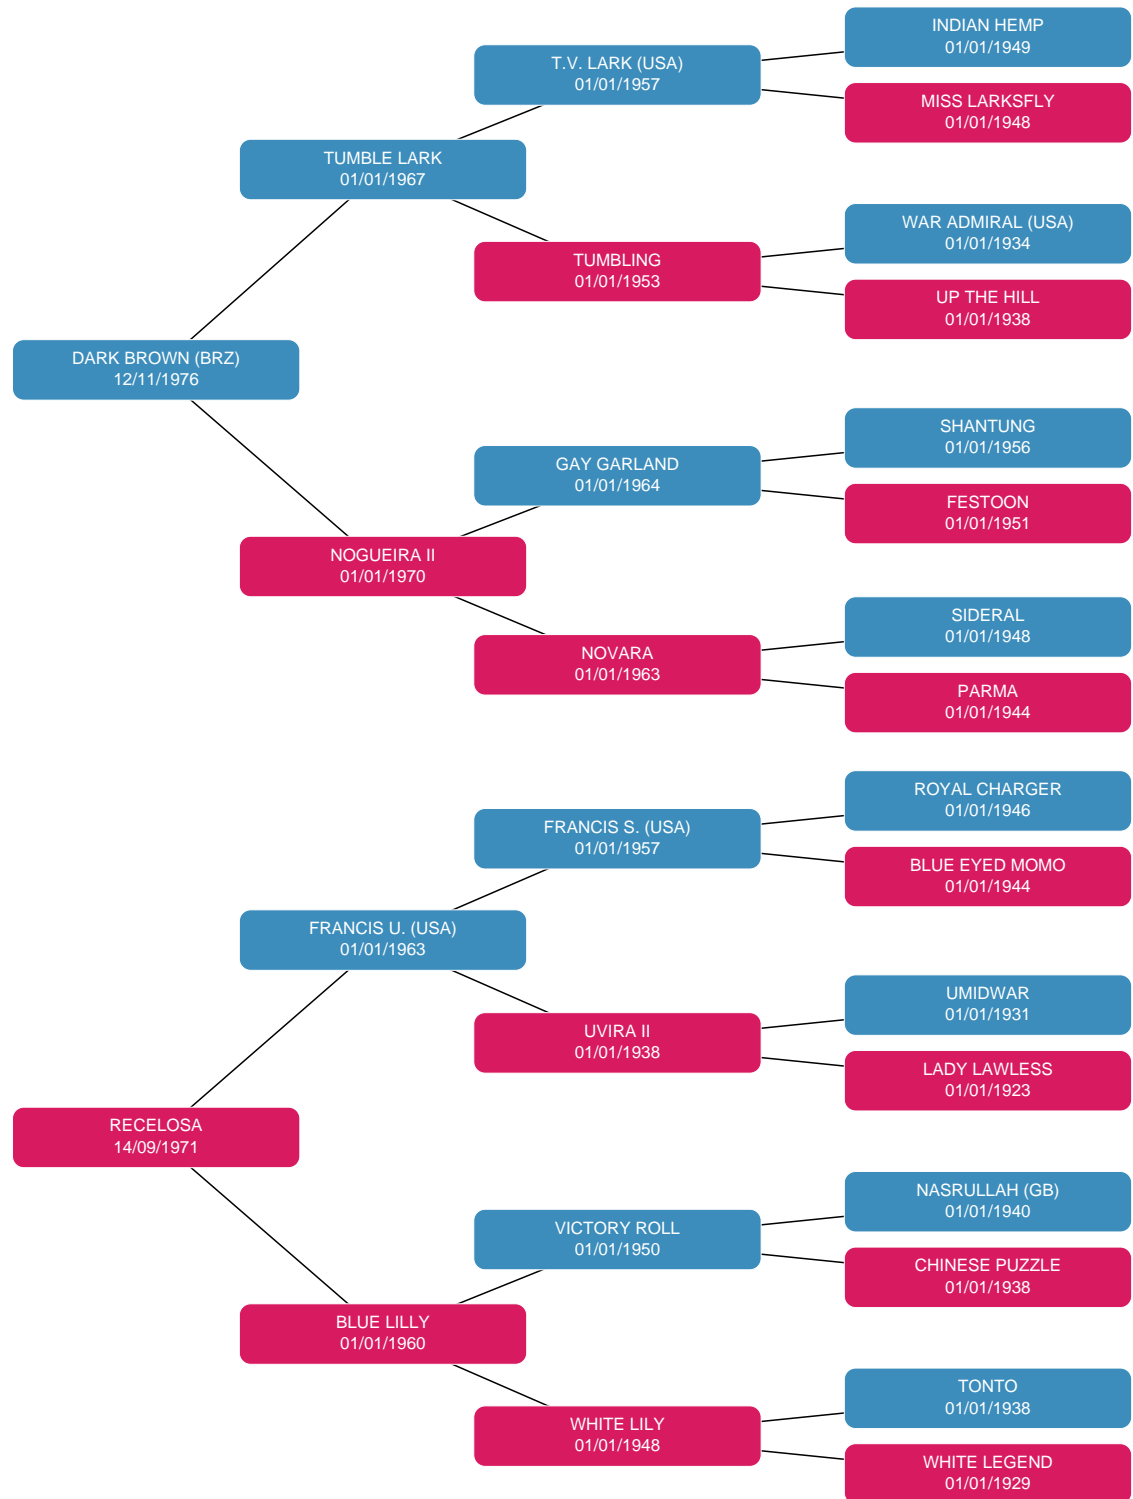 INDIAN HEMP
01/01/1949
T.V. LARK (USA)
01/01/1957
MISS LARKSFLY
01/01/1948
TUMBLE LARK
01/01/1967
WAR ADMIRAL (USA)
01/01/1934
TUMBLING
01/01/1953
UP THE HILL
01/01/1938
DARK BROWN (BRZ)
12/11/1976
SHANTUNG
01/01/1956
GAY GARLAND
01/01/1964
FESTOON
01/01/1951
NOGUEIRA II
01/01/1970
SIDERAL
01/01/1948
NOVARA
01/01/1963
PARMA
01/01/1944
ROYAL CHARGER
01/01/1946
FRANCIS S. (USA)
01/01/1957
BLUE EYED MOMO
01/01/1944
FRANCIS U. (USA)
01/01/1963
UMIDWAR
01/01/1931
UVIRA II
01/01/1938
LADY LAWLESS
01/01/1923
RECELOSA
14/09/1971
NASRULLAH (GB)
01/01/1940
VICTORY ROLL
01/01/1950
CHINESE PUZZLE
01/01/1938
BLUE LILLY
01/01/1960
TONTO
01/01/1938
WHITE LILY
01/01/1948
WHITE LEGEND
01/01/1929